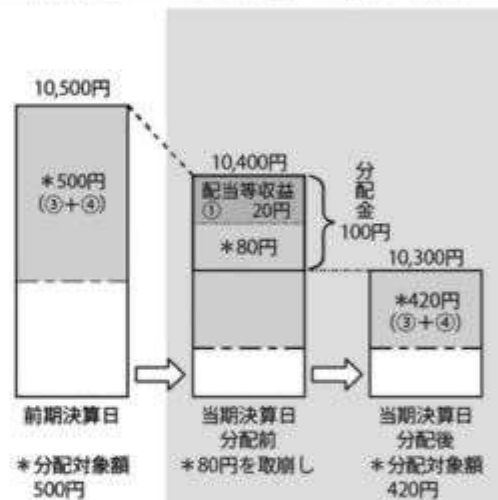 10,500円
*500円
(③+④)
10,400円
配当等収益
① 20円
*80円
分配金
100円
10,300円
*420円
(③+④)
前期決算日
当期決算日
分配前
当期決算日
分配後
*分配対象額
500円
*80円を取崩し
*分配対象額
420円